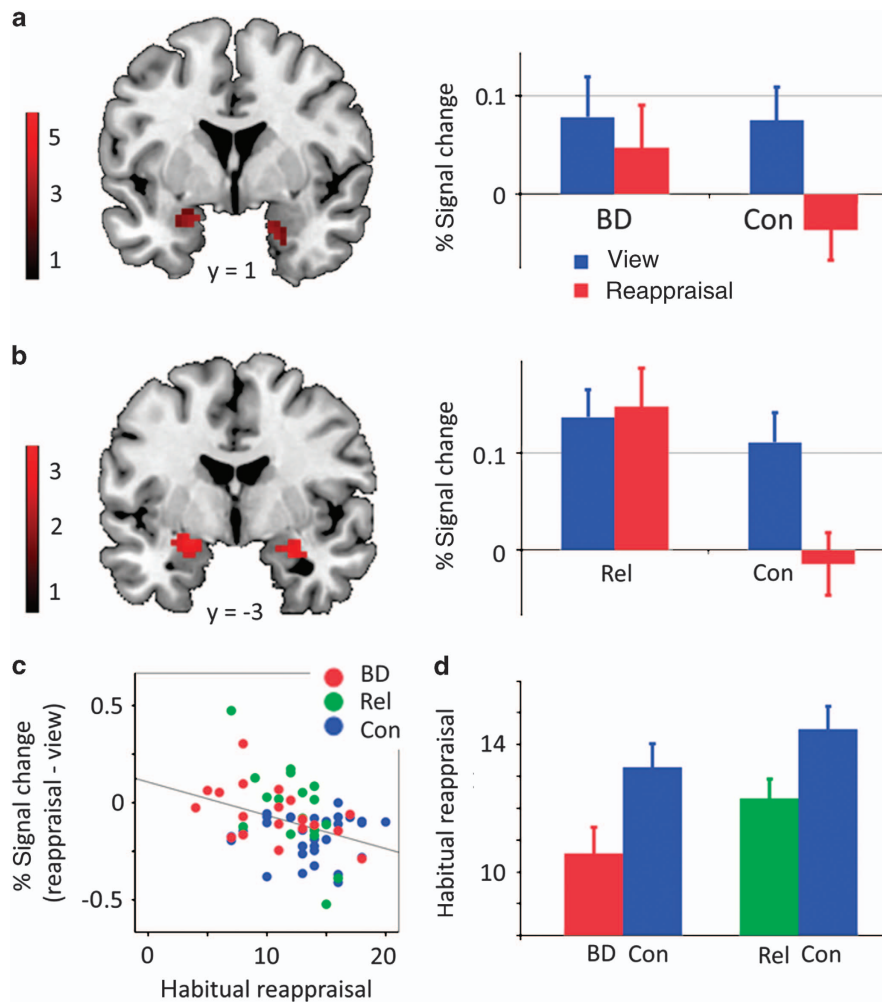 a
5
3
1
y = 1
% Signal change
0.1
0
BD
Con
View
Reappraisal
b
3
2
1
y = -3
% Signal change
0.1
0
Rel
Con
c
BD
Rel
Con
% Signal change
(reappraisal - view)
0.5
0
-0.5
0
10
20
Habitual reappraisal
d
Habitual reappraisal
14
10
BD Con
Rel Con